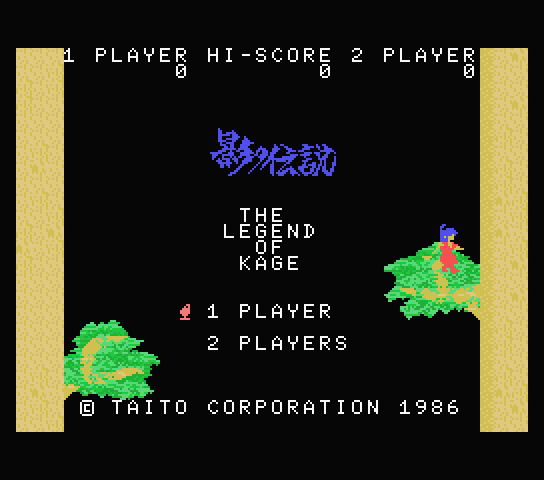 1 PLAYER HI-SCORE 2 PLAYER
0 0 0
影の伝説
THE
LEGEND
OF
KAGE
1 PLAYER
2 PLAYERS
© TAITO CORPORATION 1986